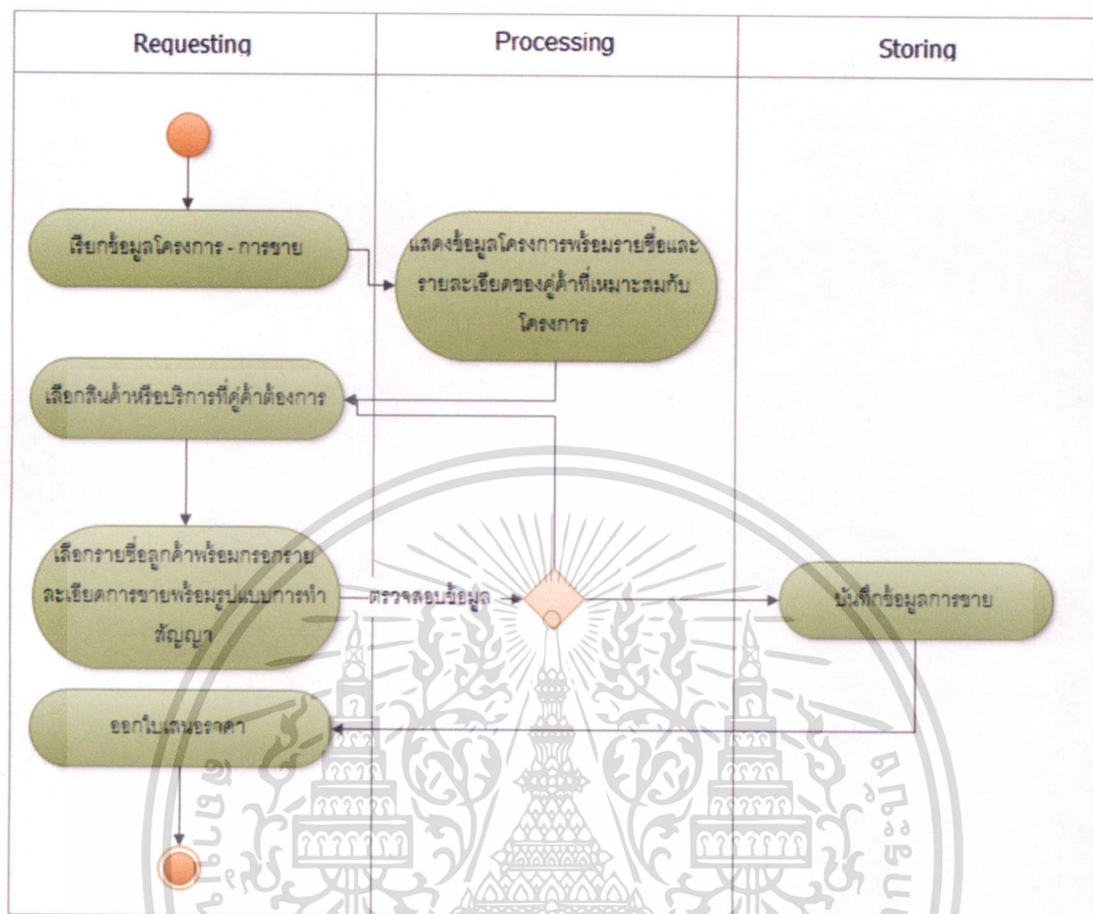 Requesting
Processing
Storing
เรียกข้อมูลโครงการ - การขาย
แสดงข้อมูลโครงการพร้อมรายชื่อและ
รายละเอียดของคู่ค้าที่เหมาะสมกับ
โครงการ
เลือกสินค้าหรือบริการที่คู่ค้าต้องการ
เลือกรายชื่อลูกค้าพร้อมกรอกราย
ละเอียดการขายพร้อมรูปแบบการทำ
สัญญา
ตรวจสอบข้อมูล
บันทึกข้อมูลการขาย
ออกใบเสนอราคา